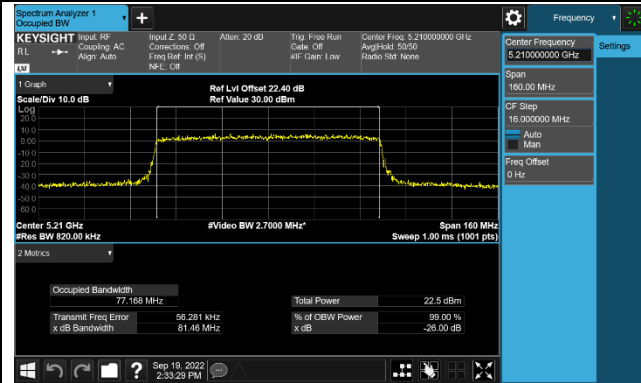 Spectrum Analyzer 1
Occupied BW
+
Frequency
KEYSIGHT
RL
LXI
Input: RF
Coupling: AC
Align: Auto
Input Z: 50 Ω
Corrections: Off
Freq Ref: Int (S)
NFE: Off
Atten: 20 dB
Trig: Free Run
Gate: Off
#IF Gain: Low
Center Freq: 5.210000000 GHz
Avg|Hold: 50/50
Radio Std: None
Center Frequency
5.210000000 GHz
Settings
Span
160.00 MHz
CF Step
16.000000 MHz
Auto
Man
Freq Offset
0 Hz
1 Graph
Scale/Div 10.0 dB
Ref Lvl Offset 22.40 dB
Ref Value 30.00 dBm
Log
20.0
10.0
0.00
-10.0
-20.0
-30.0
-40.0
-50.0
-60.0
Center 5.21 GHz
#Res BW 820.00 kHz
#Video BW 2.7000 MHz*
Span 160 MHz
Sweep 1.00 ms (1001 pts)
2 Metrics
Occupied Bandwidth
77.168 MHz
Total Power 22.5 dBm
Transmit Freq Error 56.281 kHz
% of OBW Power 99.00 %
x dB Bandwidth 81.46 MHz
x dB -26.00 dB
?
Sep 19, 2022
2:33:29 PM